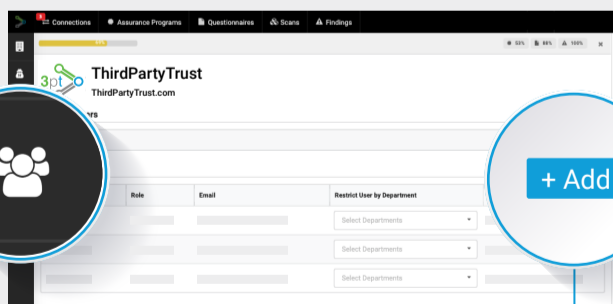 3 Connections Assurance Programs Questionnaires Scans Findings
53% 88% 100% ×
3pt ThirdPartyTrust
ThirdPartyTrust.com
+ Add
Role Email Restrict User by Department
Select Departments
Select Departments
Select Departments